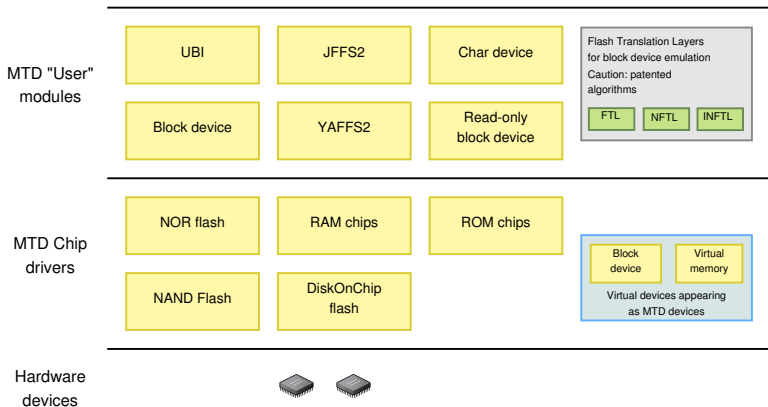 MTD "User"
modules
UBI
JFFS2
Char device
Block device
YAFFS2
Read-only
block device
Flash Translation Layers
for block device emulation
Caution: patented
algorithms
FTL
NFTL
INFTL
MTD Chip
drivers
NOR flash
RAM chips
ROM chips
NAND Flash
DiskOnChip
flash
Block
device
Virtual
memory
Virtual devices appearing
as MTD devices
Hardware
devices